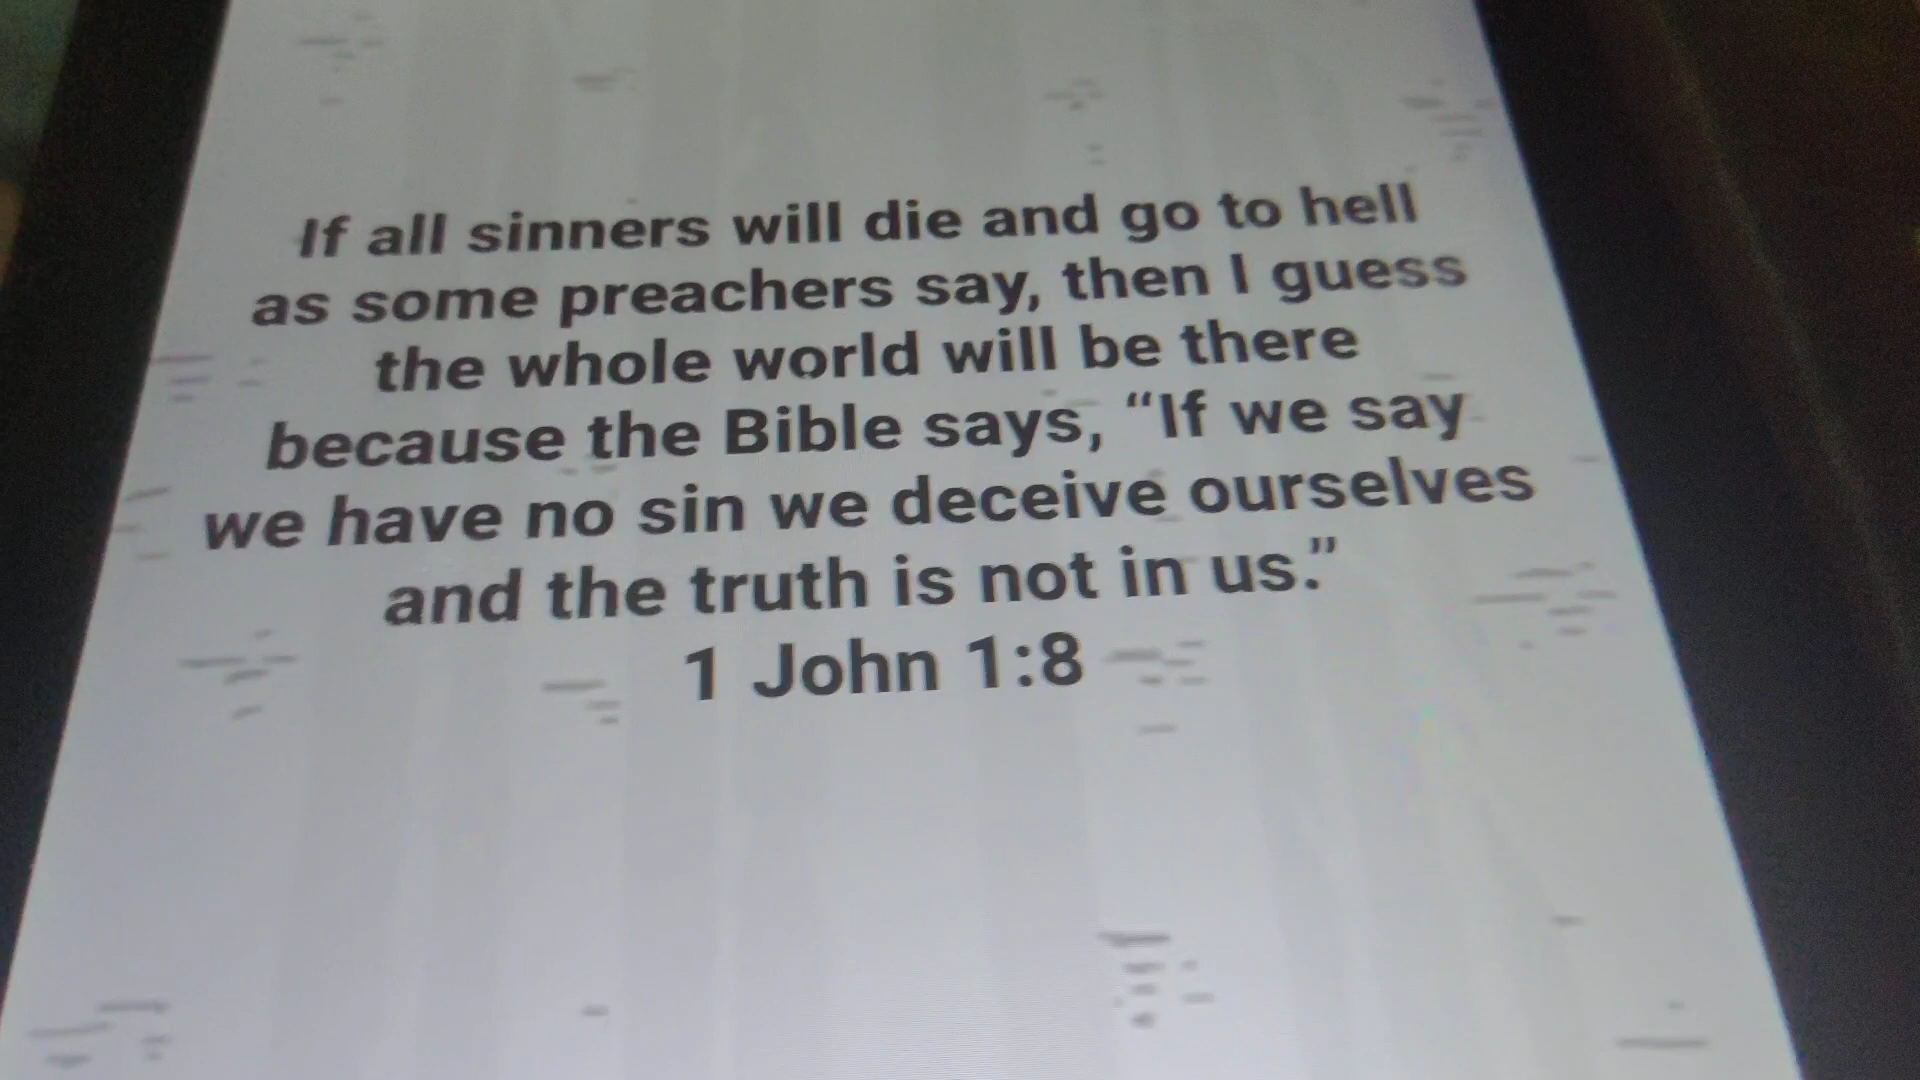 If all sinners will die and go to hell
as some preachers say, then I guess
the whole world will be there
because the Bible says, “If we say
we have no sin we deceive ourselves
and the truth is not in us.”
1 John 1:8